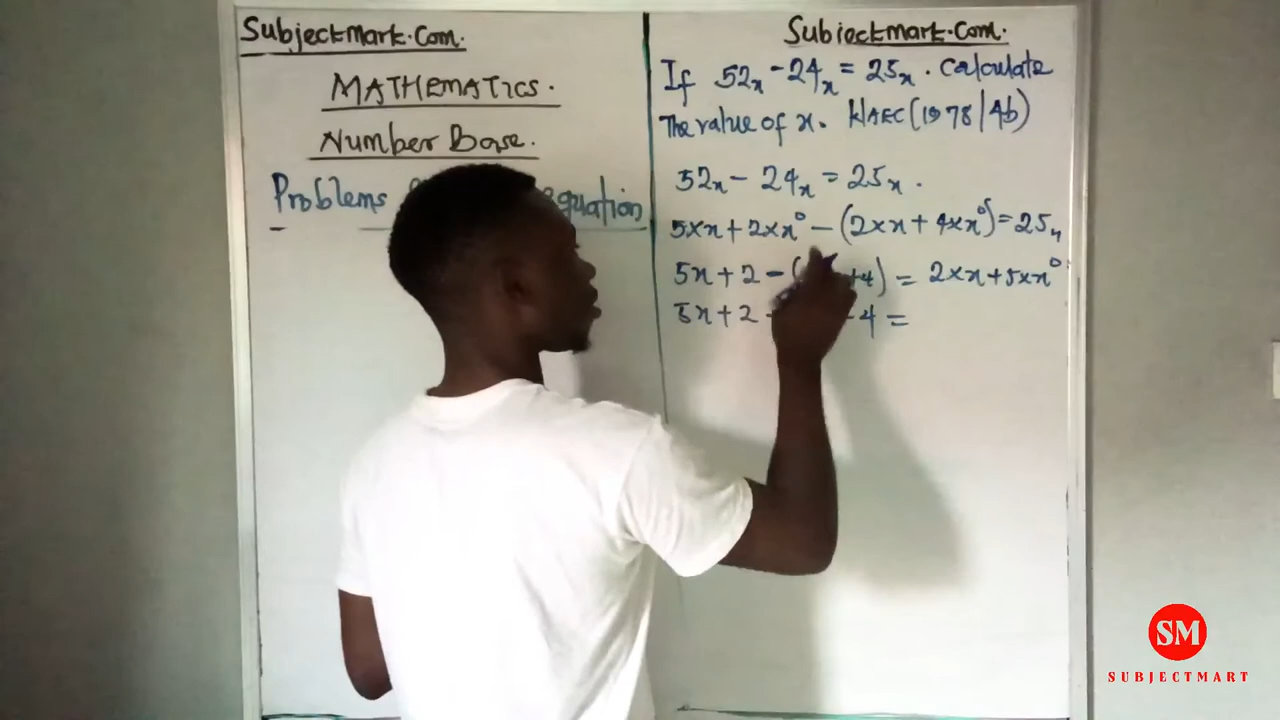 Subjectmark.Com.
MATHEMATICS.
Number Base.
Problems equation
Subjectmark.Com.
If 52ₓ - 24ₓ = 25ₓ. Calculate
The value of x. WAEC (1978/4b)
52ₓ - 24ₓ = 25ₓ.
5×x + 2×x⁰ - (2×x + 4×x⁰) = 25ₓ
5x + 2 - ( +4) = 2×x + 5×x⁰
5x + 2 - 4 =
SM
SUBJECTMART